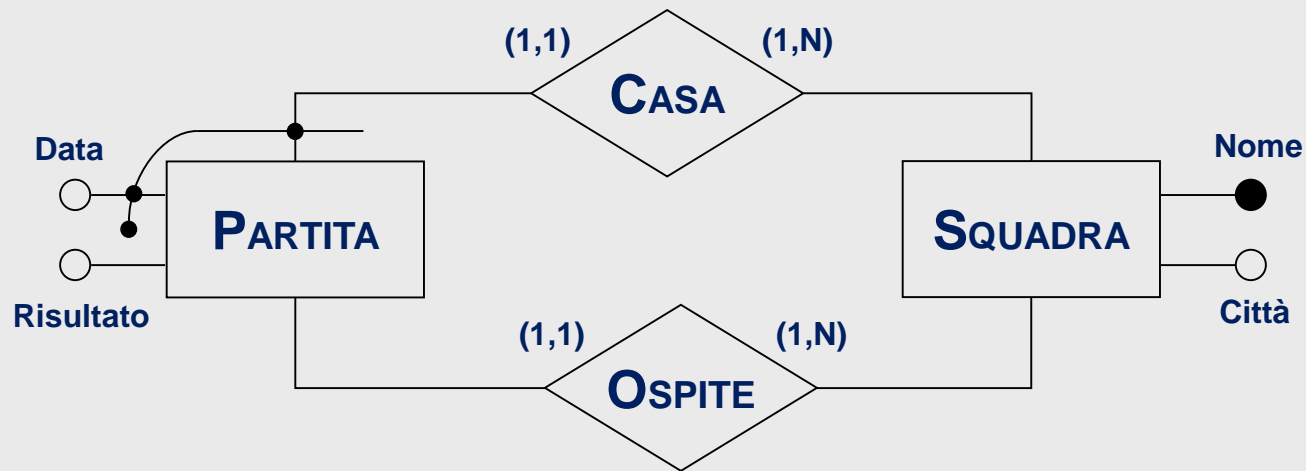 (1,1)
(1,N)
CASA
Data
Nome
PARTITA
SQUADRA
Risultato
Città
(1,1)
(1,N)
OSPITE